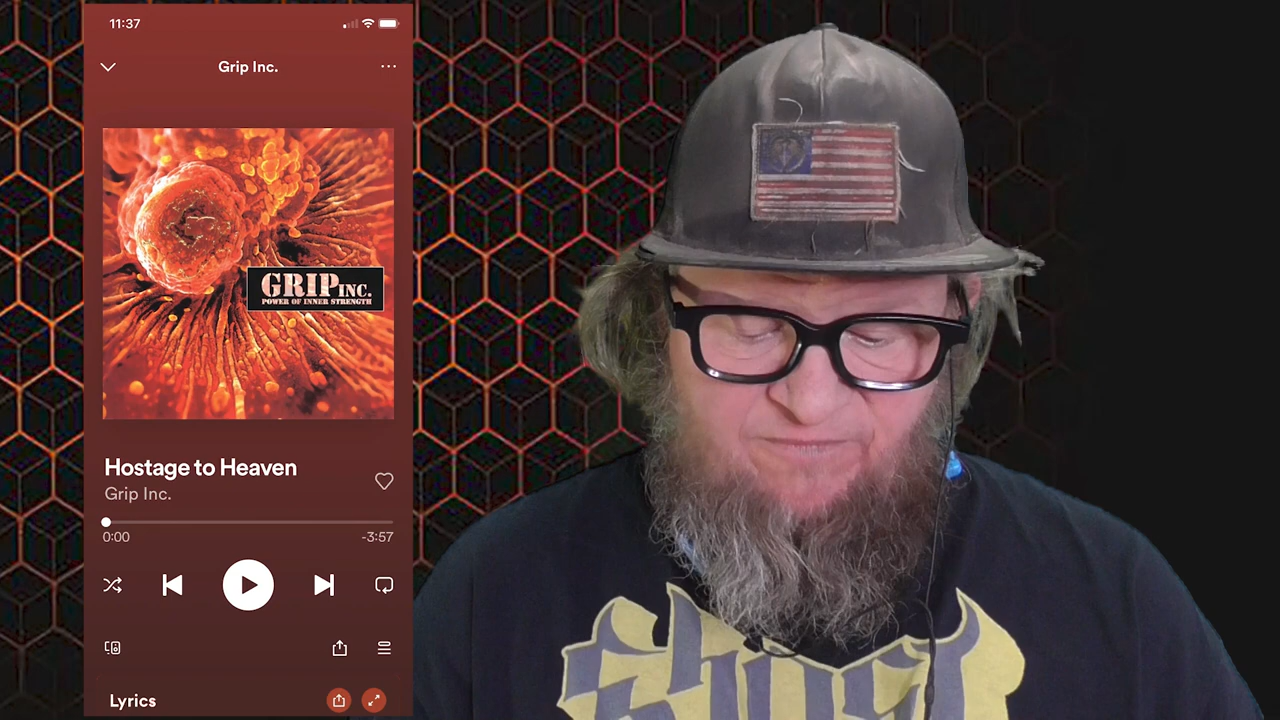 11:37
Grip Inc.
GRIP INC.
POWER OF INNER STRENGTH
Hostage to Heaven
Grip Inc.
0:00
-3:57
Lyrics
Ghost